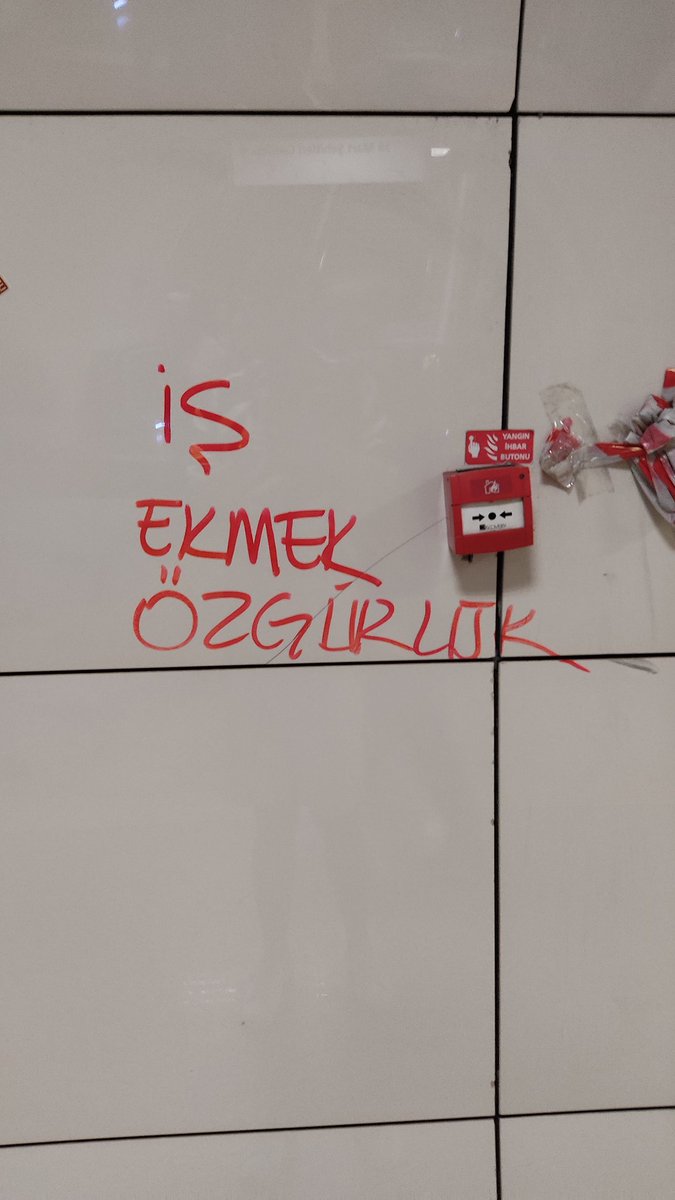 İŞ
EKMEK
ÖZGÜRLÜK
YANGIN
İHBAR
BUTONU